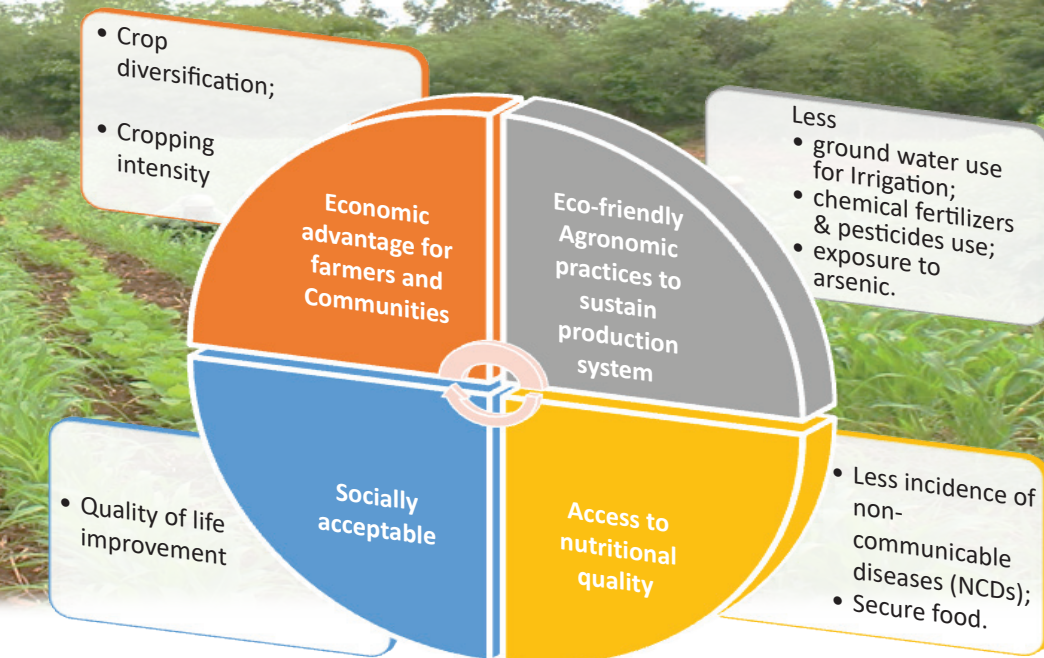 • Crop
diversification;
• Cropping
intensity
Economic
advantage for
farmers and
Communities
Eco-friendly
Agronomic
practices to
sustain
production
system
Less
• ground water use
for Irrigation;
• chemical fertilizers
& pesticides use;
• exposure to
arsenic.
• Quality of life
improvement
Socially
acceptable
Access to
nutritional
quality
• Less incidence of
non-
communicable
diseases (NCDs);
• Secure food.